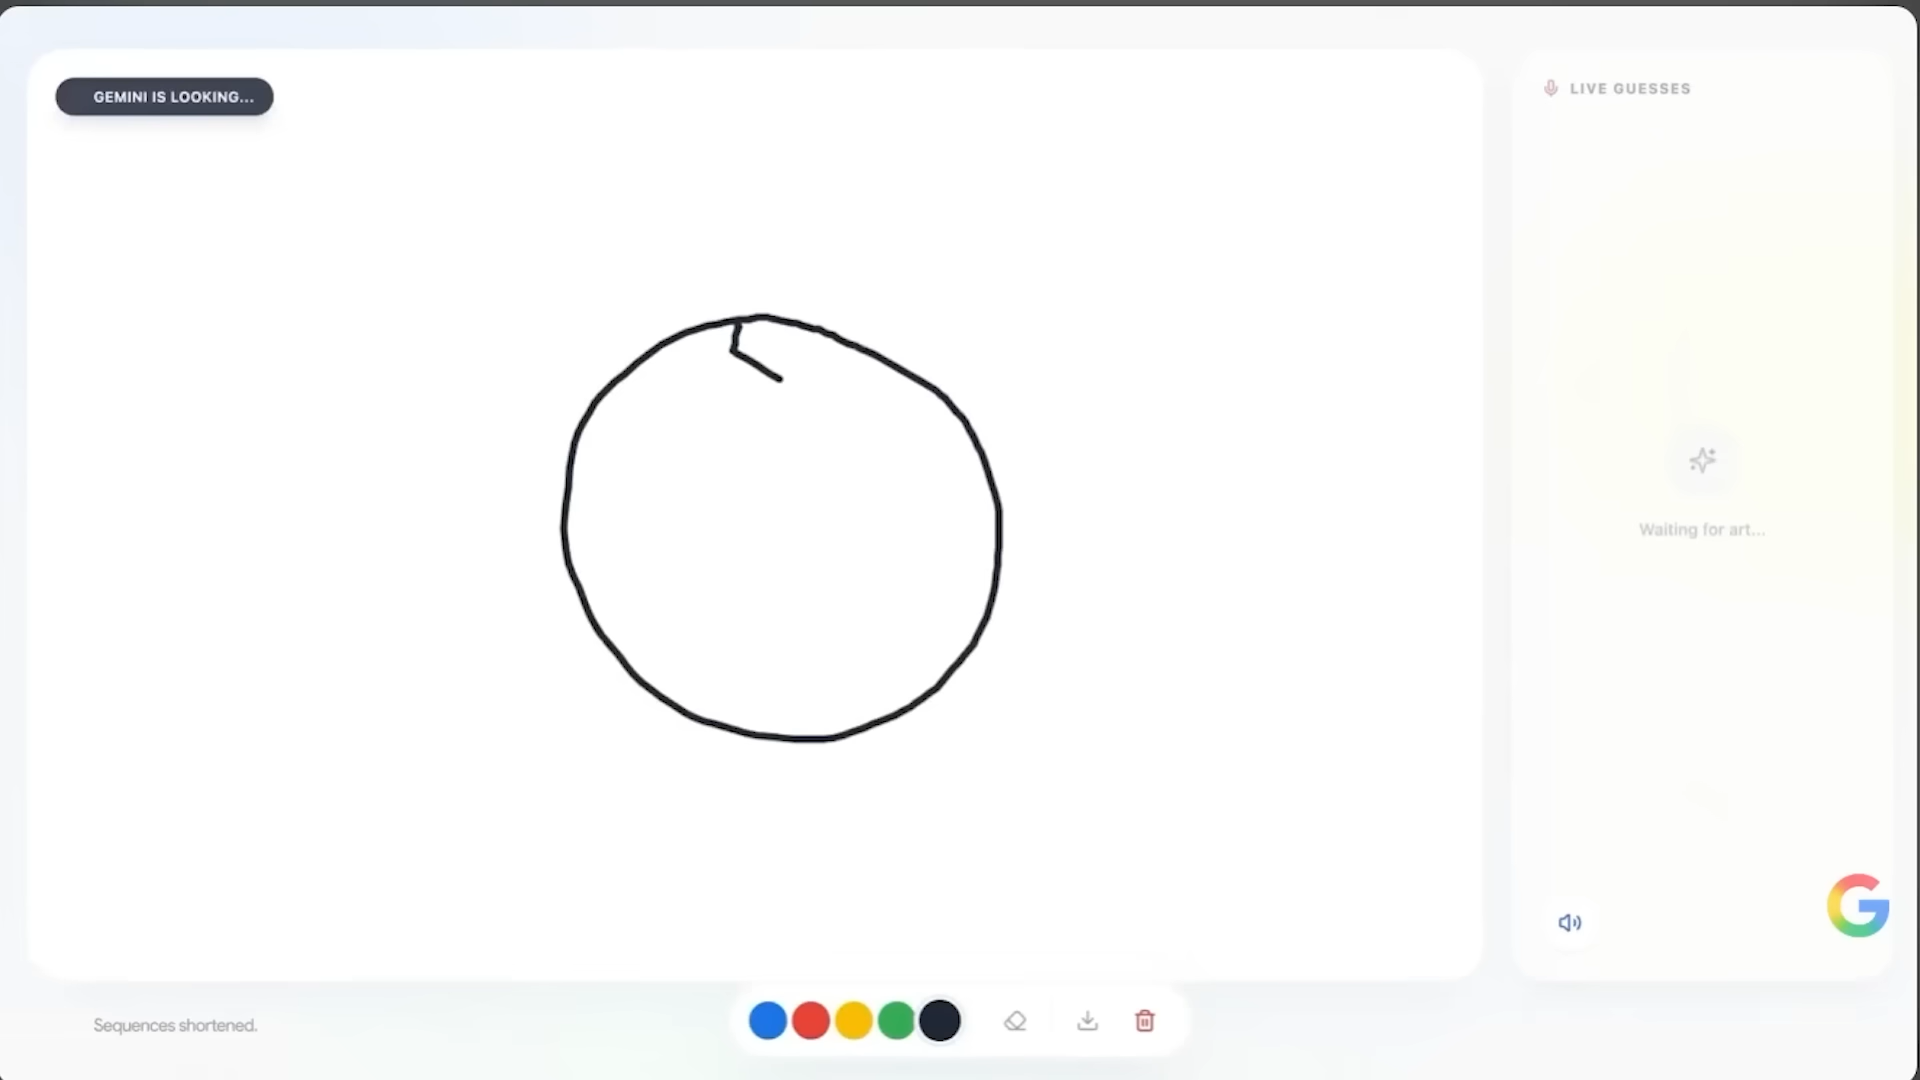 GEMINI IS LOOKING...
LIVE GUESSES
Waiting for art...
Sequences shortened.